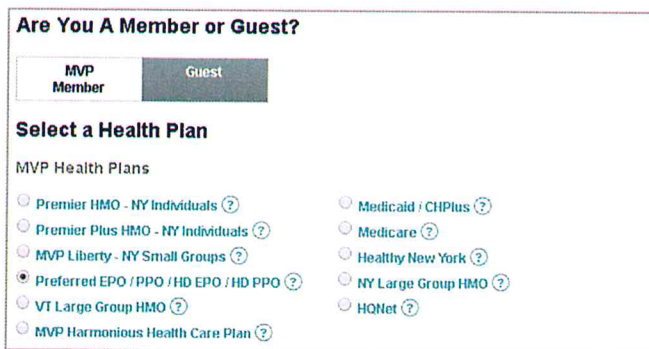 Are You A Member or Guest?
MVP
Member
Guest
Select a Health Plan
MVP Health Plans
Premier HMO - NY Individuals ?
Premier Plus HMO - NY Individuals ?
MVP Liberty - NY Small Groups ?
Preferred EPO / PPO / HD EPO / HD PPO ?
VT Large Group HMO ?
MVP Harmonious Health Care Plan ?
Medicaid / CHPlus ?
Medicare ?
Healthy New York ?
NY Large Group HMO ?
HQNet ?